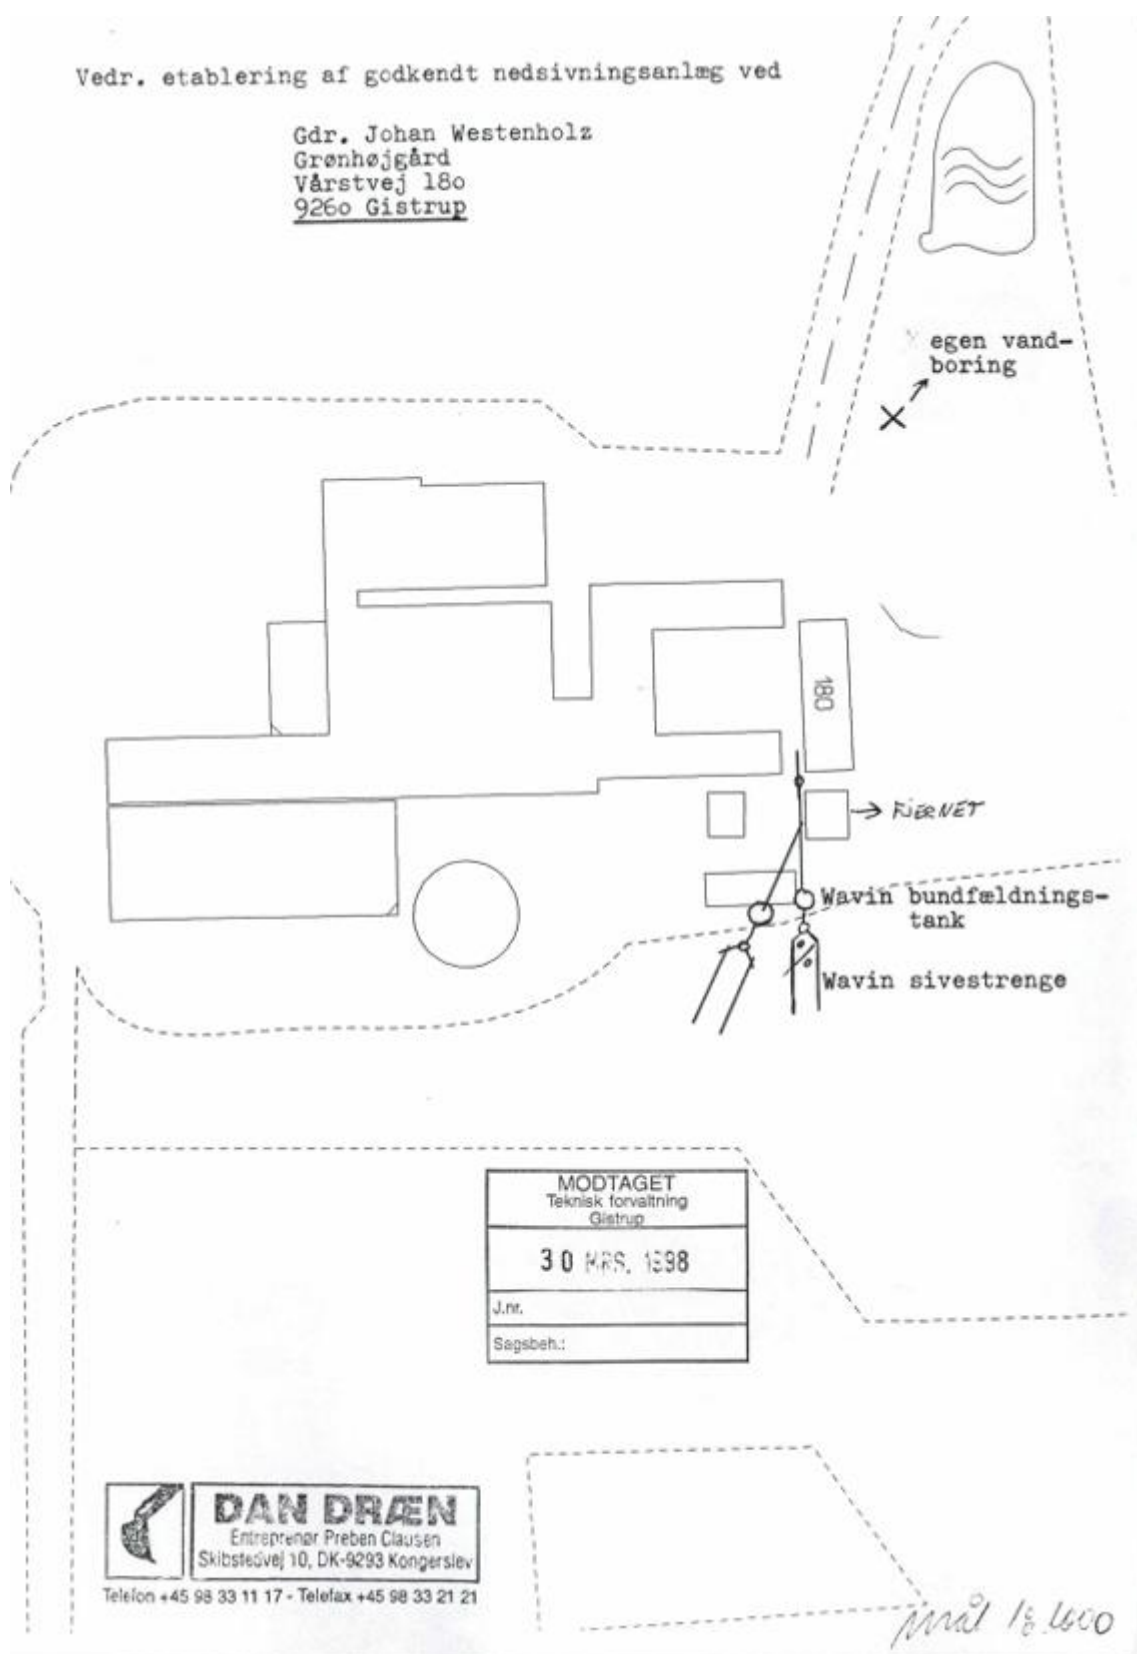 Vedr. etablering af godkendt nedsivningsanlæg ved
Gdr. Johan Westenholz
Grønhøjgård
Vårstvej 18o
926o Gistrup
egen vand-
boring
180
FJERNET
Wavin bundfældnings-
tank
Wavin sivestrenge
MODTAGET
Teknisk forvaltning
Gistrup
30 MRS. 1998
J.nr.
Sagsbeh.:
DAN DRÆN
Entreprenør Preben Clausen
Skibstedvej 10, DK-9293 Kongerslev
Telefon +45 98 33 11 17 - Telefax +45 98 33 21 21
mål